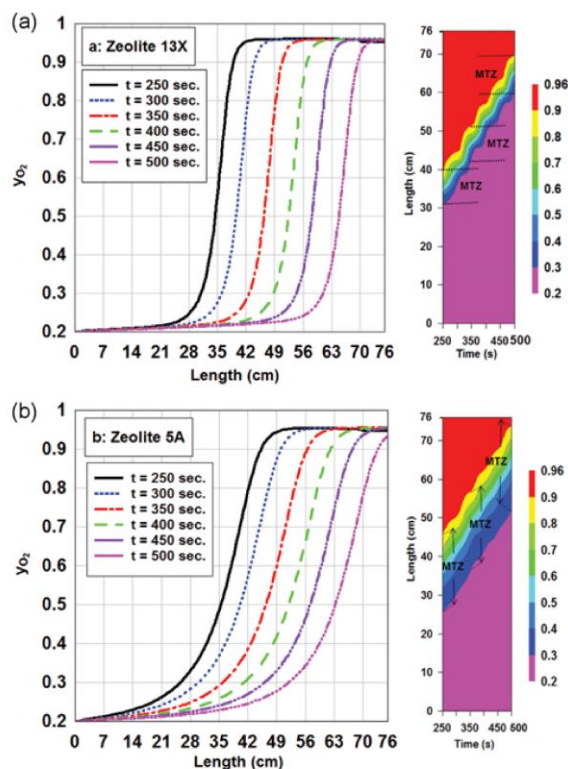 (a)
a: Zeolite 13X
t = 250 sec.
t = 300 sec.
t = 350 sec.
t = 400 sec.
t = 450 sec.
t = 500 sec.
yO₂
1
0.9
0.8
0.7
0.6
0.5
0.4
0.3
0.2
0 7 14 21 28 35 42 49 56 63 70 76
Length (cm)
Length (cm)
76
70
60
50
40
30
20
10
0
MTZ
MTZ
MTZ
250 350 450 500
Time (s)
0.96
0.9
0.8
0.7
0.6
0.5
0.4
0.3
0.2
(b)
b: Zeolite 5A
t = 250 sec.
t = 300 sec.
t = 350 sec.
t = 400 sec.
t = 450 sec.
t = 500 sec.
yO₂
1
0.9
0.8
0.7
0.6
0.5
0.4
0.3
0.2
0 7 14 21 28 35 42 49 56 63 70 76
Length (cm)
Length (cm)
76
70
60
50
40
30
20
10
0
MTZ
MTZ
MTZ
250 350 450 500
Time (s)
0.96
0.9
0.8
0.7
0.6
0.5
0.4
0.3
0.2